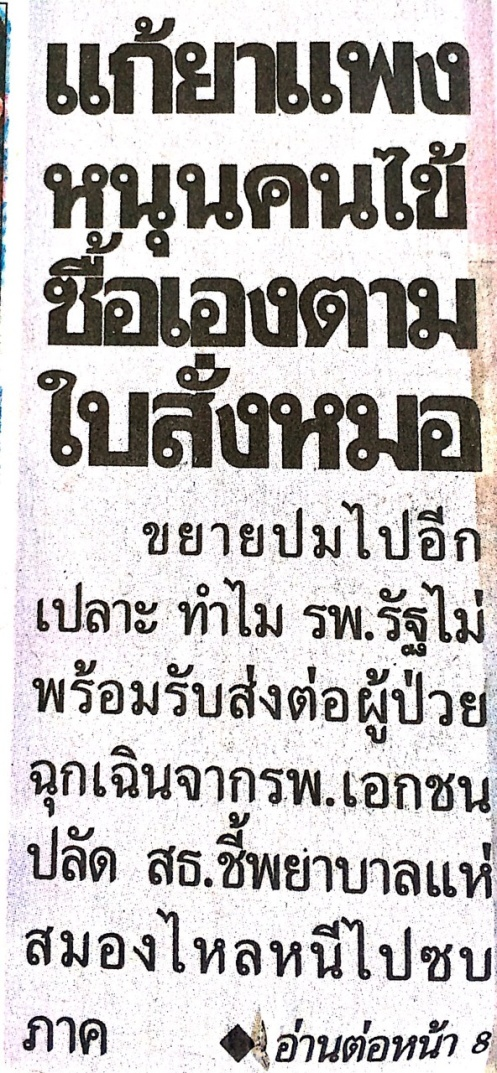 แก้ยาแพง
หนุนคนไข้
ซื้อเองตาม
ใบสั่งหมอ
ขยายปมไปอีก
เปลาะ ทำไม รพ.รัฐไม่
พร้อมรับส่งต่อผู้ป่วย
ฉุกเฉินจากรพ.เอกชน
ปลัด สธ.ชี้พยาบาลแห่
สมองไหลหนีไปซบ
ภาค ◆อ่านต่อหน้า 8